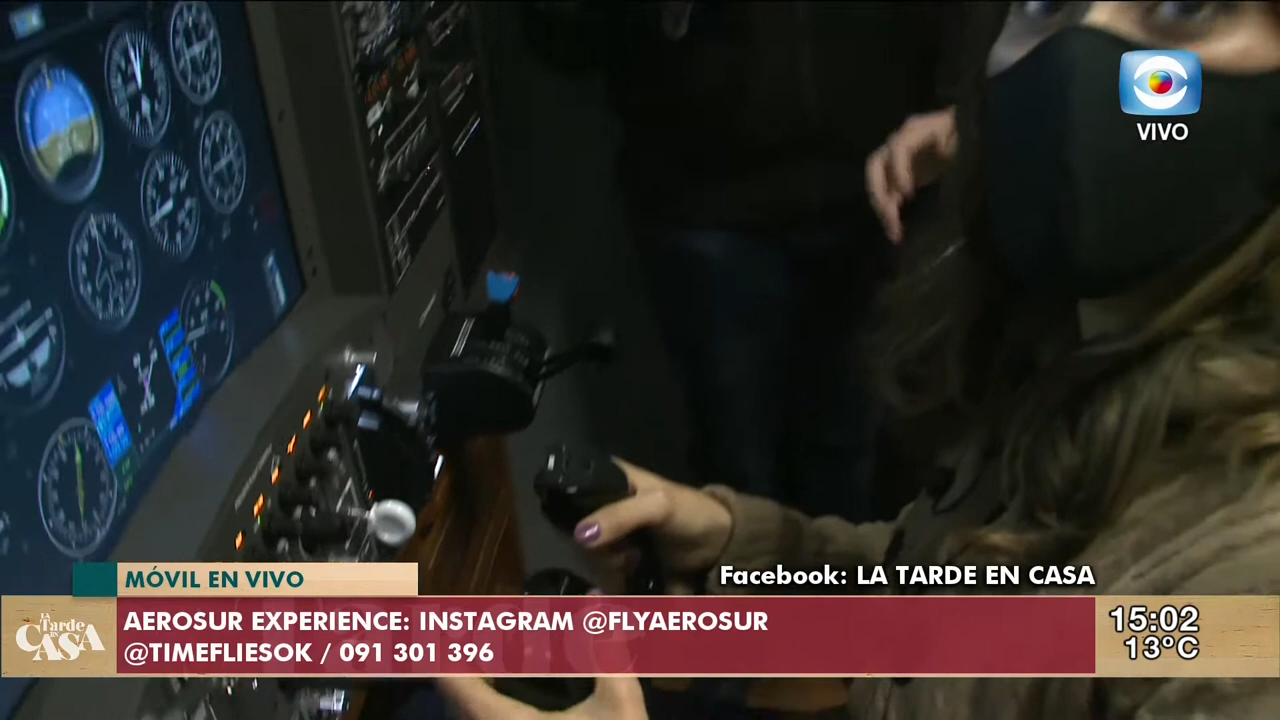 VIVO
Facebook: LA TARDE EN CASA
MÓVIL EN VIVO
LA Tarde EN CASA
AEROSUR EXPERIENCE: INSTAGRAM @FLYAEROSUR
@TIMEFLIESOK / 091 301 396
15:02
13°C